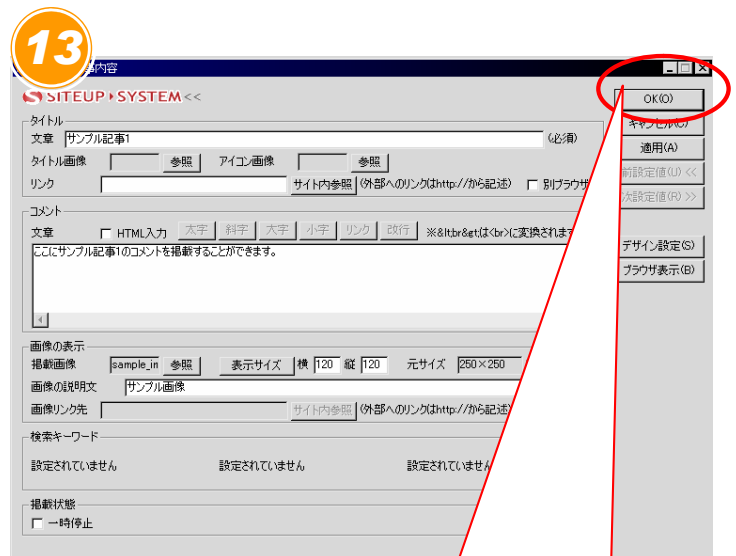 13
事内容
SITEUP SYSTEM <<
OK(O)
キャンセル(C)
適用(A)
前設定値(U) <<
次設定値(R) >>
デザイン設定(S)
ブラウザ表示(B)
タイトル
文章 サンプル記事1 (必須)
タイトル画像 参照 アイコン画像 参照
リンク サイト内参照 (外部へのリンクはhttp://から記述) 別ブラウザ
コメント
文章 HTML入力 太字 斜字 大字 小字 リンク 改行 ※&lt;br&gt;は<br>に変換されます
ここにサンプル記事1のコメントを掲載することができます。
画像の表示
掲載画像 sample_in 参照 表示サイズ 横 120 縦 120 元サイズ 250×250
画像の説明文 サンプル画像
画像リンク先 サイト内参照 (外部へのリンクはhttp://から記述)
検索キーワード
設定されていません 設定されていません 設定されていません
掲載状態
一時停止